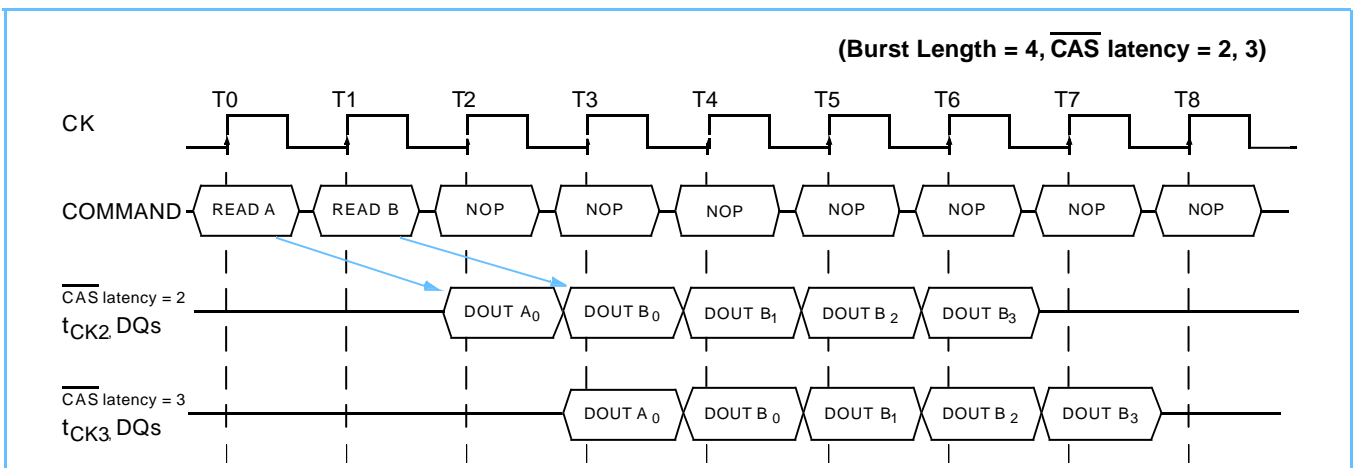 (Burst Length = 4, CAS latency = 2, 3)
T0 T1 T2 T3 T4 T5 T6 T7 T8
CK
COMMAND READ A READ B NOP NOP NOP NOP NOP NOP NOP
CAS latency = 2
tCK2, DQs DOUT A0 DOUT B0 DOUT B1 DOUT B2 DOUT B3
CAS latency = 3
tCK3, DQs DOUT A0 DOUT B0 DOUT B1 DOUT B2 DOUT B3